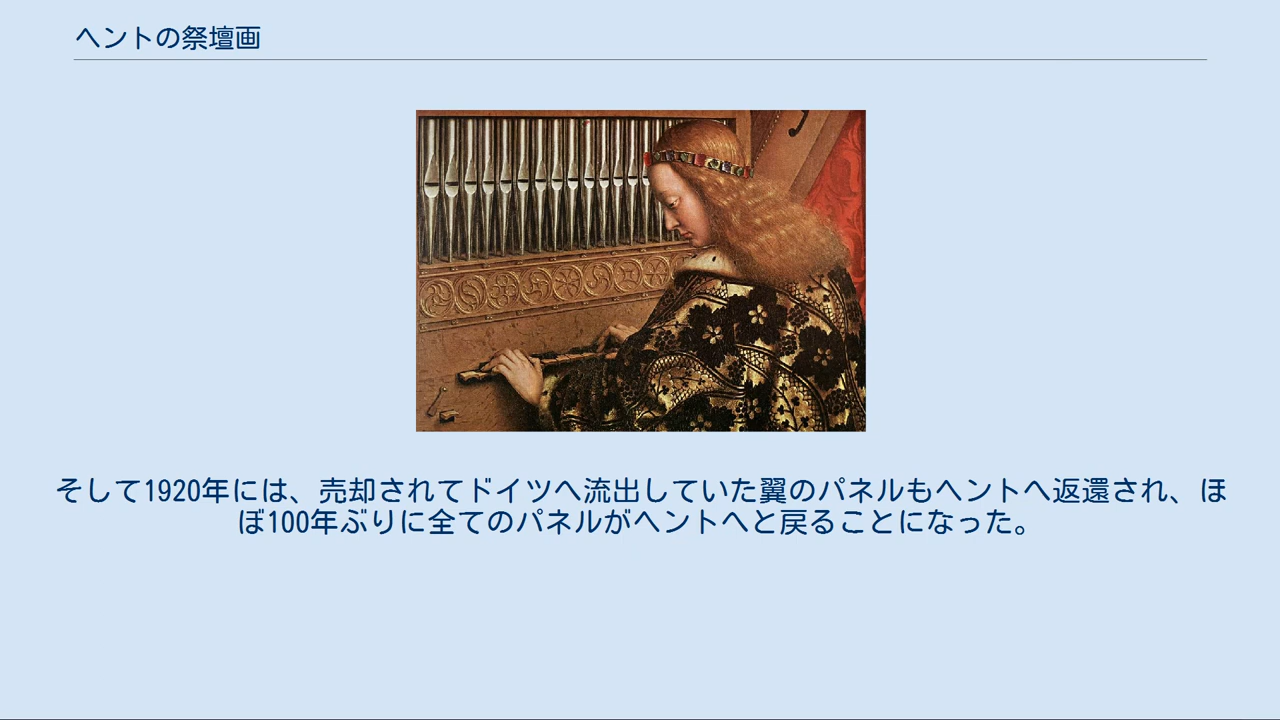 ヘントの祭壇画
そして1920年には、売却されてドイツへ流出していた翼のパネルもヘントへ返還され、ほ
ぼ100年ぶりに全てのパネルがヘントへと戻ることになった。